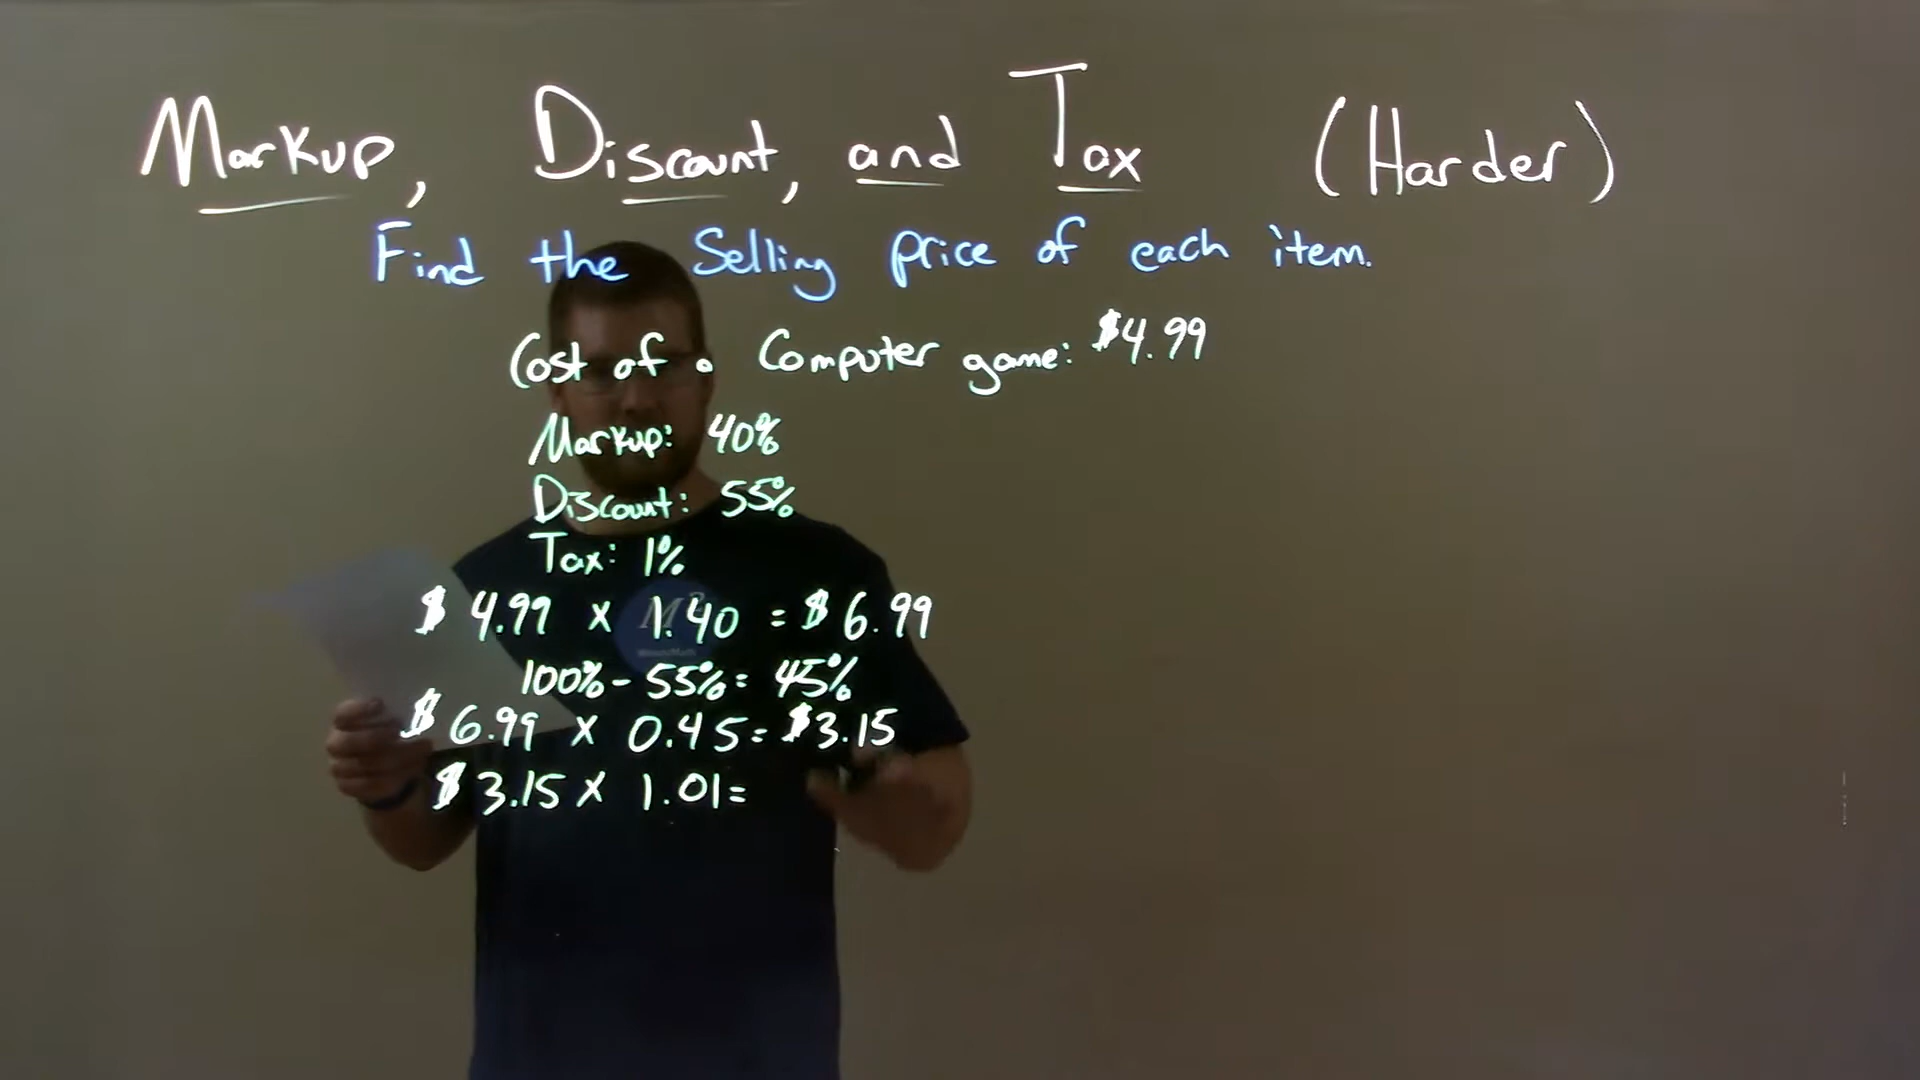 Markup, Discount, and Tax (Harder)
Find the Selling price of each item.
Cost of a Computer game: $4.99
Markup: 40%
Discount: 55%
Tax: 1%
$4.99 x 1.40 = $6.99
100% - 55% = 45%
$6.99 x 0.45 = $3.15
$3.15 x 1.01 =